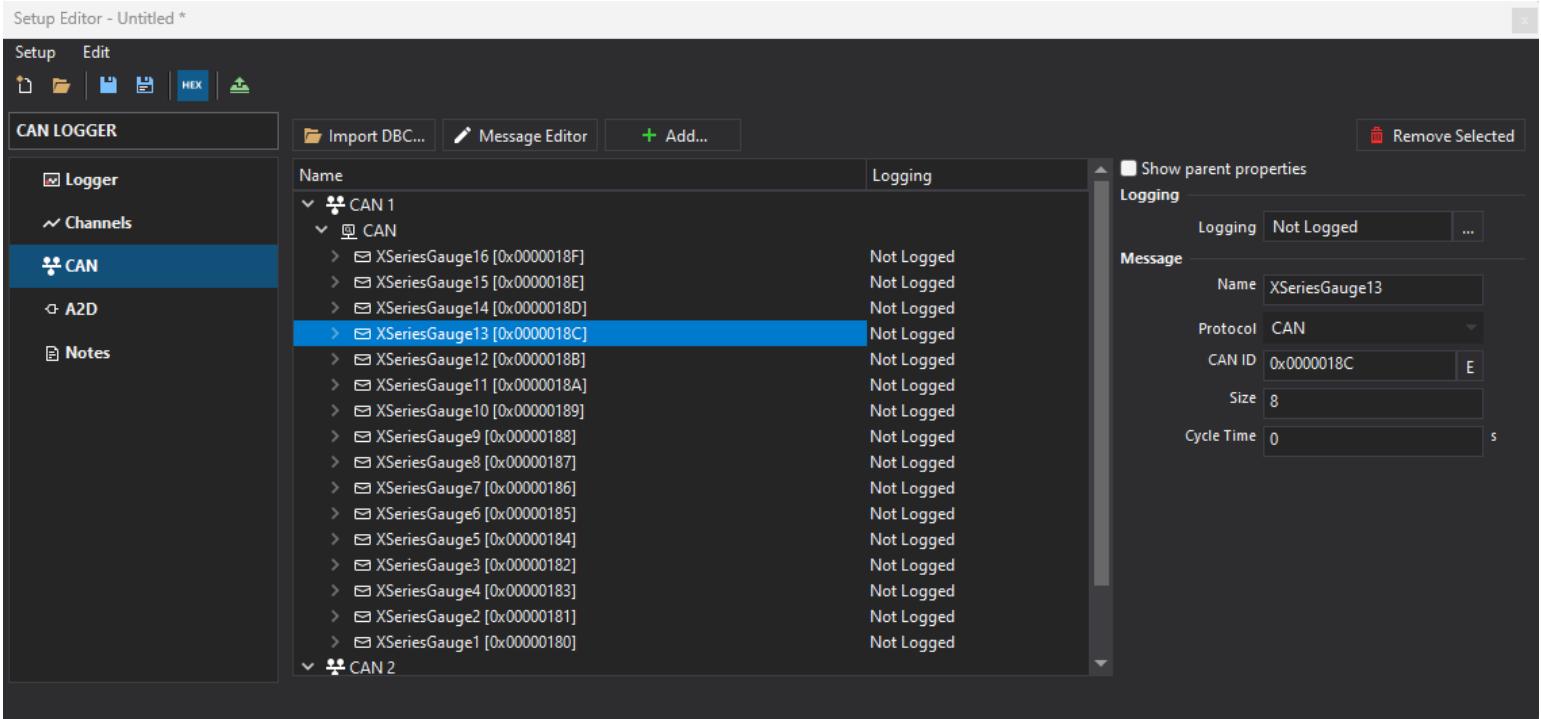 Setup Editor - Untitled *
x
Setup Edit
HEX
CAN LOGGER
Logger
Channels
CAN
A2D
Notes
Import DBC... Message Editor + Add... Remove Selected
Name Logging
CAN 1
CAN
XSeriesGauge16 [0x0000018F] Not Logged
XSeriesGauge15 [0x0000018E] Not Logged
XSeriesGauge14 [0x0000018D] Not Logged
XSeriesGauge13 [0x0000018C] Not Logged
XSeriesGauge12 [0x0000018B] Not Logged
XSeriesGauge11 [0x0000018A] Not Logged
XSeriesGauge10 [0x00000189] Not Logged
XSeriesGauge9 [0x00000188] Not Logged
XSeriesGauge8 [0x00000187] Not Logged
XSeriesGauge7 [0x00000186] Not Logged
XSeriesGauge6 [0x00000185] Not Logged
XSeriesGauge5 [0x00000184] Not Logged
XSeriesGauge3 [0x00000182] Not Logged
XSeriesGauge4 [0x00000183] Not Logged
XSeriesGauge2 [0x00000181] Not Logged
XSeriesGauge1 [0x00000180] Not Logged
CAN 2
Show parent properties
Logging
Logging Not Logged ...
Message
Name XSeriesGauge13
Protocol CAN
CAN ID 0x0000018C E
Size 8
Cycle Time 0 s